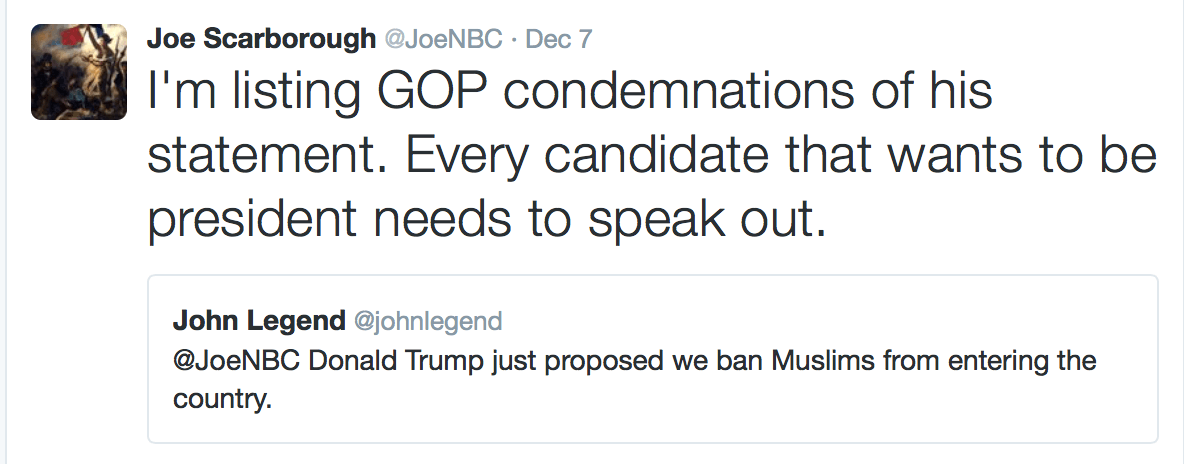 Joe Scarborough @JoeNBC · Dec 7
I'm listing GOP condemnations of his
statement. Every candidate that wants to be
president needs to speak out.
John Legend @johnlegend
@JoeNBC Donald Trump just proposed we ban Muslims from entering the
country.